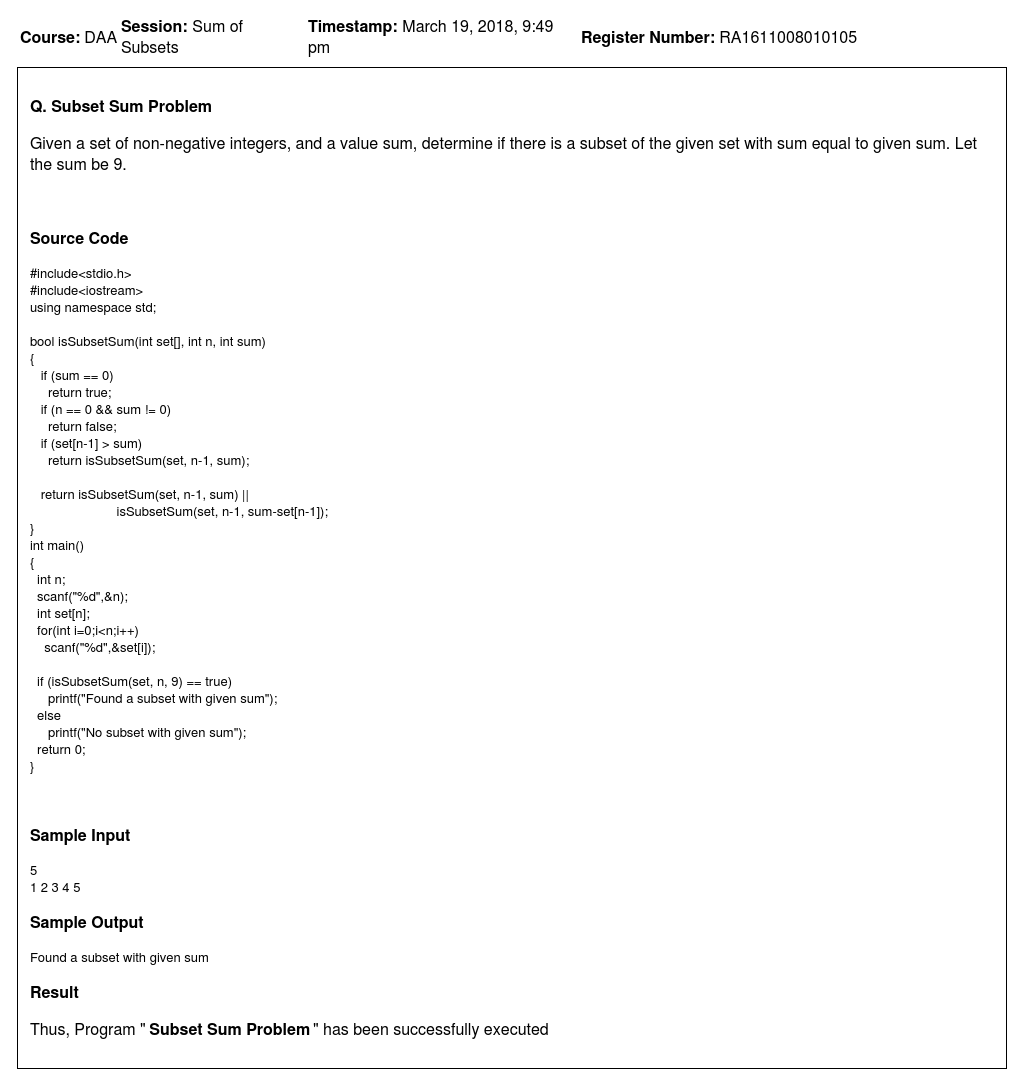 Course: DAA Session: Sum of Subsets Timestamp: March 19, 2018, 9:49 pm Register Number: RA1611008010105
Q. Subset Sum Problem
Given a set of non-negative integers, and a value sum, determine if there is a subset of the given set with sum equal to given sum. Let
the sum be 9.
Source Code
#include<stdio.h>
#include<iostream>
using namespace std;
bool isSubsetSum(int set[], int n, int sum)
{
if (sum == 0)
return true;
if (n == 0 && sum != 0)
return false;
if (set[n-1] > sum)
return isSubsetSum(set, n-1, sum);
return isSubsetSum(set, n-1, sum) ||
isSubsetSum(set, n-1, sum-set[n-1]);
}
int main()
{
int n;
scanf("%d",&n);
int set[n];
for(int i=0;i<n;i++)
scanf("%d",&set[i]);
if (isSubsetSum(set, n, 9) == true)
printf("Found a subset with given sum");
else
printf("No subset with given sum");
return 0;
}
Sample Input
5
1 2 3 4 5
Sample Output
Found a subset with given sum
Result
Thus, Program " Subset Sum Problem " has been successfully executed